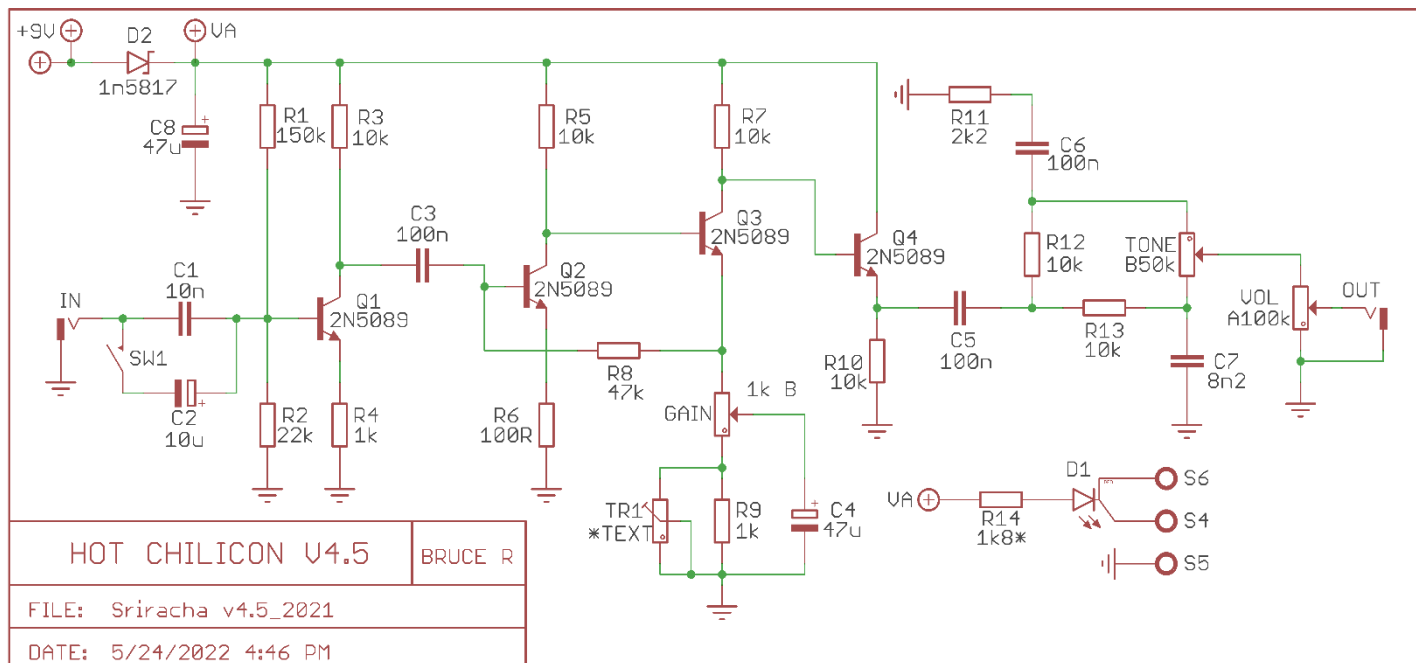 +9V
VA
D2
1n5817
C8
47u
R1
150k
R3
10k
R5
10k
R7
10k
R11
2k2
C6
100n
C3
100n
Q3
2N5089
Q4
2N5089
R12
10k
TONE
B50k
Q2
2N5089
C1
10n
IN
Q1
2N5089
SW1
C2
10u
R2
22k
R4
1k
R6
100R
R8
47k
GAIN
1k B
R10
10k
C5
100n
R13
10k
VOL
A100k
OUT
C7
8n2
TR1
*TEXT
R9
1k
C4
47u
VA
R14
1k8*
D1
S6
S4
S5
HOT CHILICON V4.5
BRUCE R
FILE: Sriracha v4.5_2021
DATE: 5/24/2022 4:46 PM